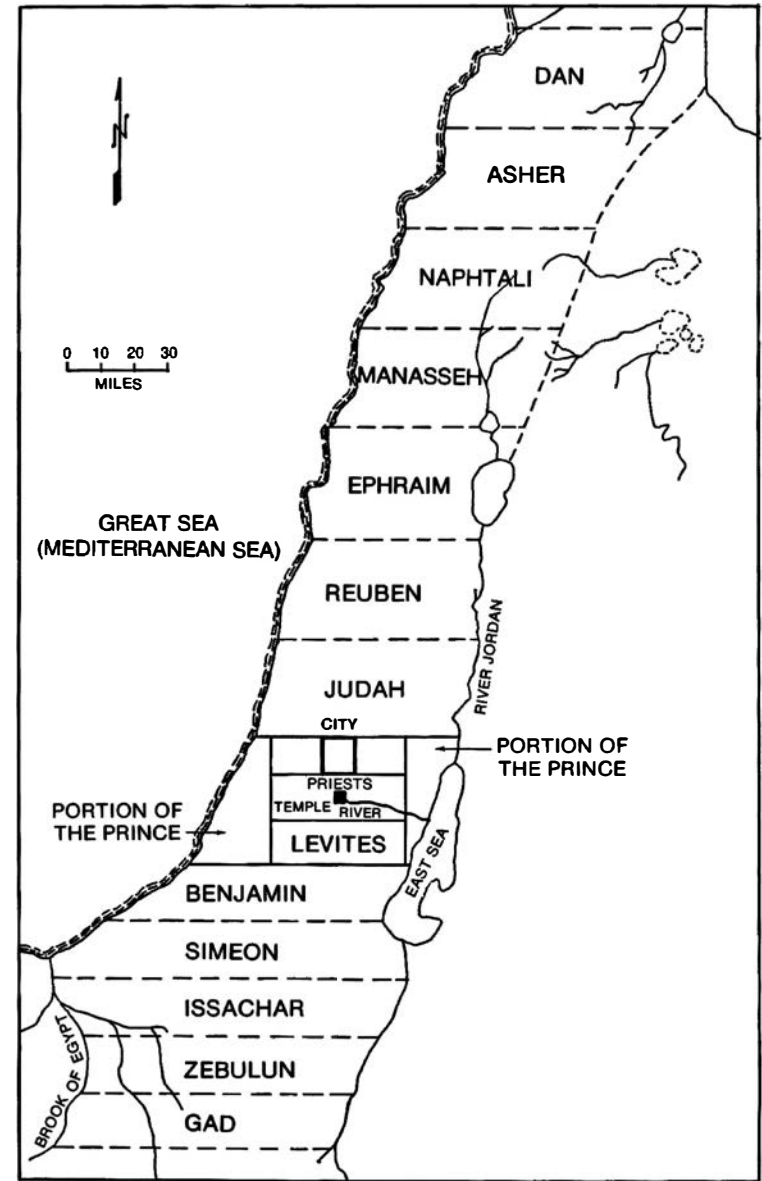 DAN
N
ASHER
NAPHTALI
0 10 20 30
MILES
MANASSEH
EPHRAIM
GREAT SEA
(MEDITERRANEAN SEA)
REUBEN
RIVER JORDAN
JUDAH
CITY
PORTION OF
THE PRINCE
PRIESTS
TEMPLE RIVER
PORTION OF
THE PRINCE
LEVITES
EAST SEA
BENJAMIN
SIMEON
ISSACHAR
BROOK OF EGYPT
ZEBULUN
GAD